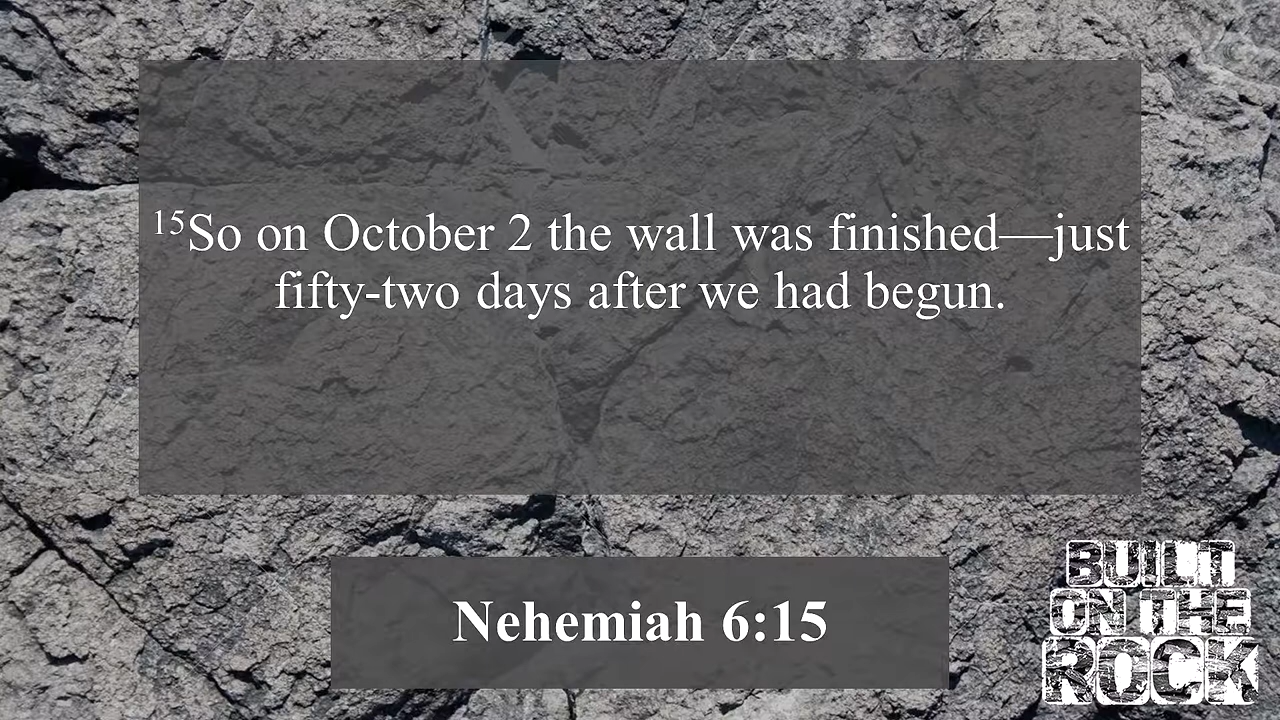 ¹⁵So on October 2 the wall was finished—just
fifty-two days after we had begun.
Nehemiah 6:15
BUILT
ON THE
ROCK